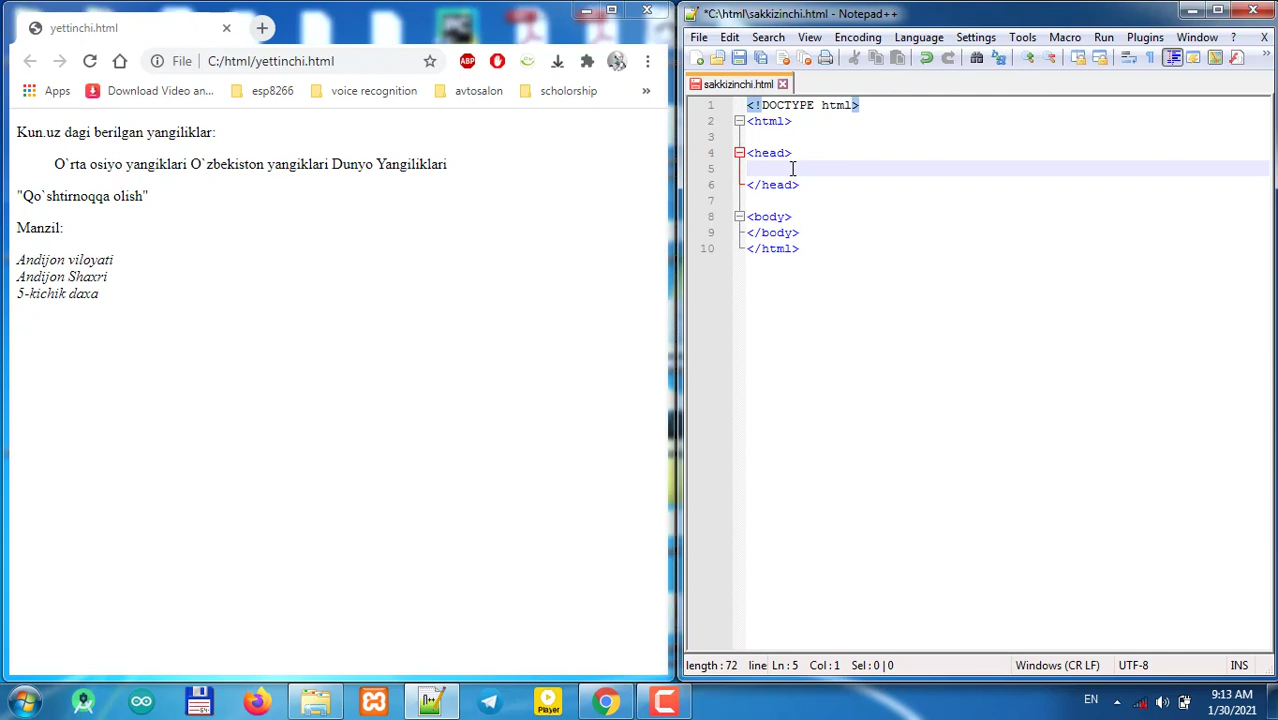 yettinchi.html
File C:/html/yettinchi.html
ABP
Apps Download Video an... esp8266 voice recognition avtosalon scholorship »
Kun.uz dagi berilgan yangiliklar:
O`rta osiyo yangiklari O`zbekiston yangiklari Dunyo Yangiliklari
"Qo`shtirnoqqa olish"
Manzil:
Andijon viloyati
Andijon Shaxri
5-kichik daxa
*C:\html\sakkizinchi.html - Notepad++
File Edit Search View Encoding Language Settings Tools Macro Run Plugins Window ? X
sakkizinchi.html
1 <!DOCTYPE html>
2 <html>
3
4 <head>
5
6 </head>
7
8 <body>
9 </body>
10 </html>
length : 72 line Ln : 5 Col : 1 Sel : 0 | 0 Windows (CR LF) UTF-8 INS
Player
EN
9:13 AM
1/30/2021